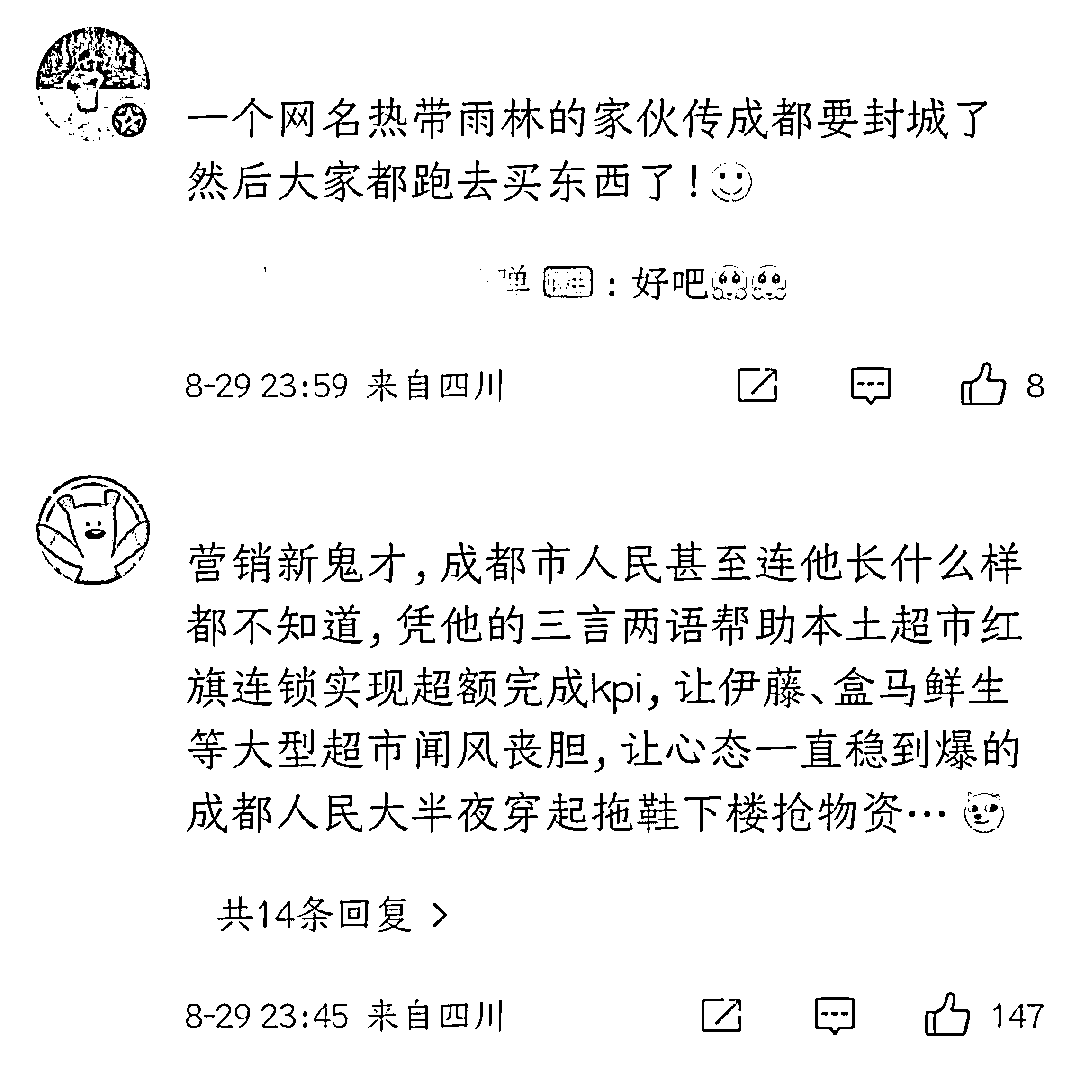 一个网名热带雨林的家伙传成都要封城了
然后大家都跑去买东西了！
弹 ：好吧
8-29 23:59 来自四川 8
营销新鬼才，成都市人民甚至连他长什么样
都不知道，凭他的三言两语帮助本土超市红
旗连锁实现超额完成kpi，让伊藤、盒马鲜生
等大型超市闻风丧胆，让心态一直稳到爆的
成都人民大半夜穿起拖鞋下楼抢物资…
共14条回复 >
8-29 23:45 来自四川 147